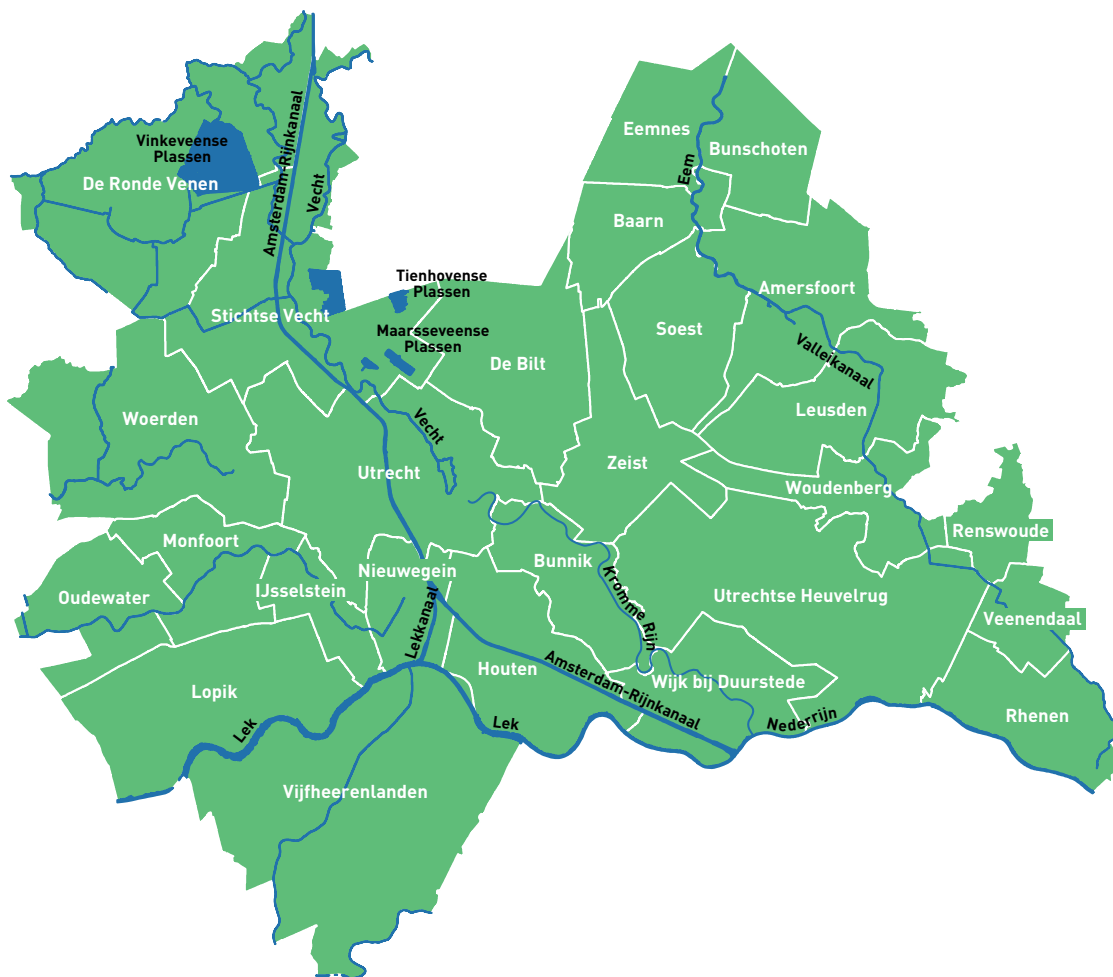 Amsterdam-Rijnkanaal
Eemnes
Vinkeveense
Plassen
Bunschoten
Eem
De Ronde Venen
Vecht
Baarn
Tienhovense
Plassen
Amersfoort
Stichtse Vecht
Soest
Maarsseveense
Plassen
Valleikanaal
De Bilt
Leusden
Woerden
Vecht
Utrecht
Zeist
Woudenberg
Renswoude
Monfoort
Bunnik
Nieuwegein
Kromme Rijn
Oudewater
IJsselstein
Utrechtse Heuvelrug
Veenendaal
Lekkanaal
Houten
Amsterdam-Rijnkanaal
Wijk bij Duurstede
Lopik
Rhenen
Lek
Lek
Nederrijn
Vijfheerenlanden